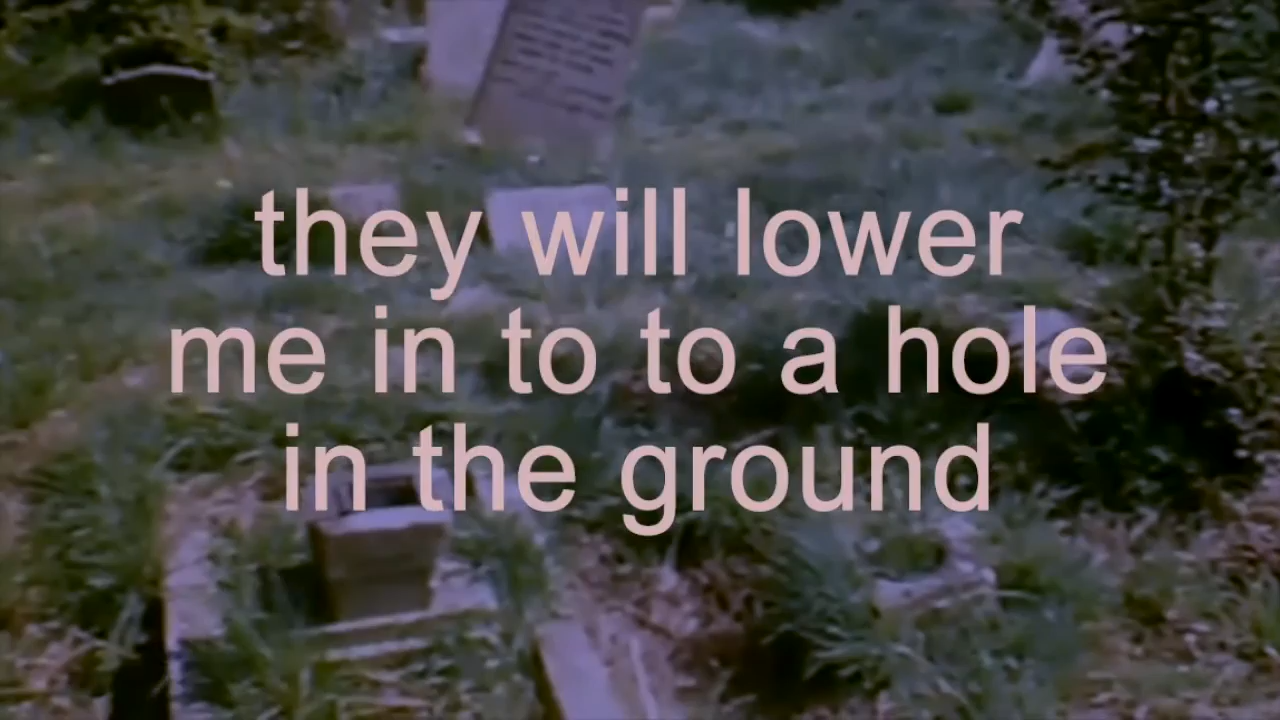 they will lower
me in to to a hole
in the ground